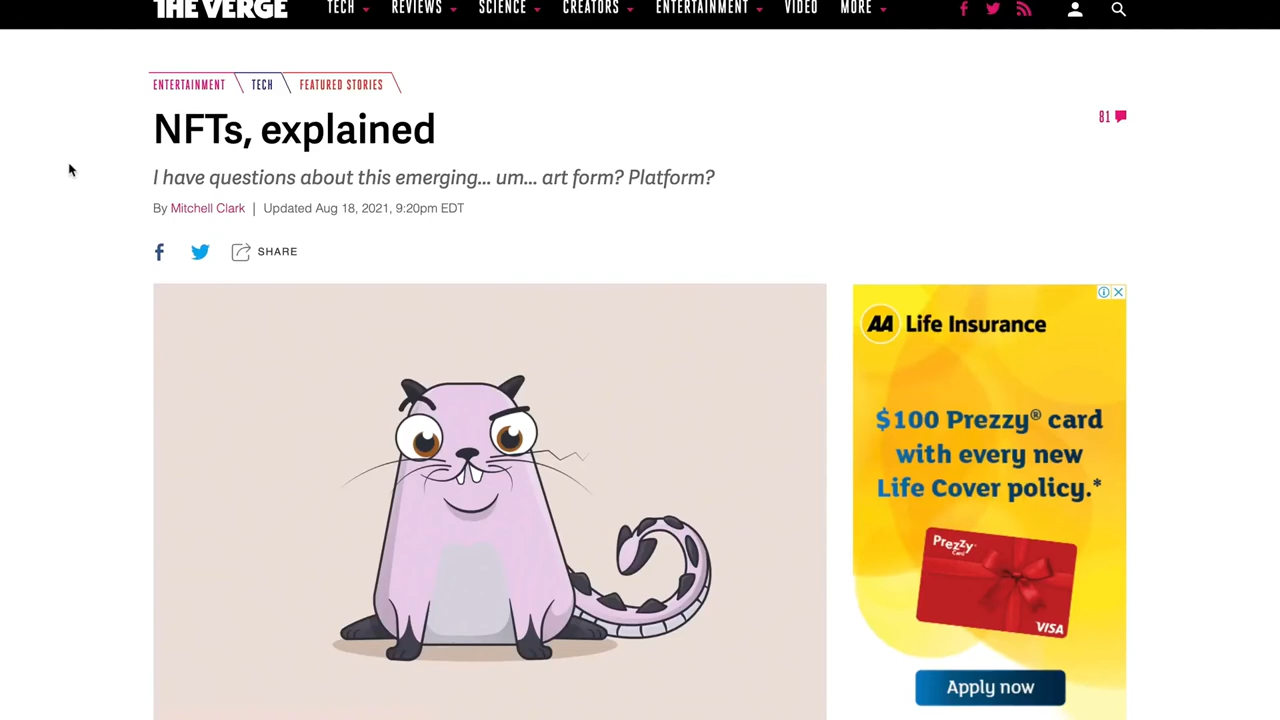 THE VERGE
TECH REVIEWS SCIENCE CREATORS ENTERTAINMENT VIDEO MORE
ENTERTAINMENT TECH FEATURED STORIES
NFTs, explained
81
I have questions about this emerging... um... art form? Platform?
By Mitchell Clark | Updated Aug 18, 2021, 9:20pm EDT
SHARE
AA Life Insurance
$100 Prezzy® card
with every new
Life Cover policy.*
Prezzy
Card
VISA
Apply now